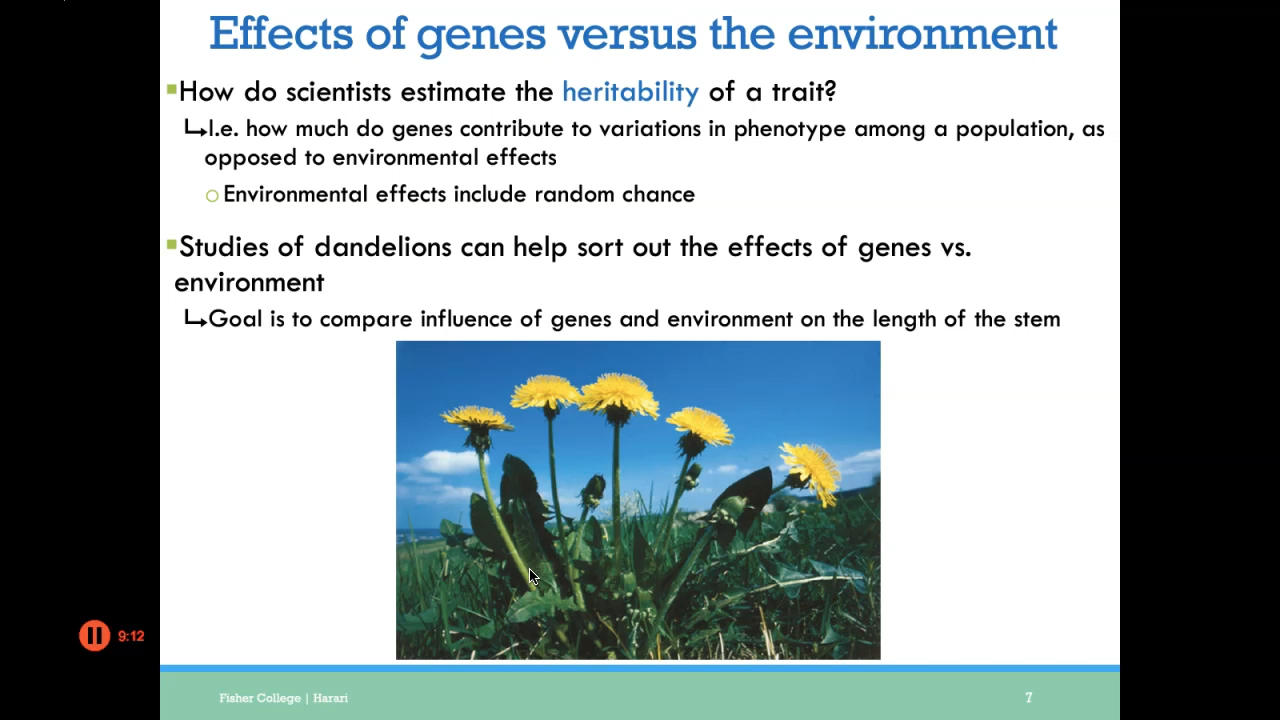 Effects of genes versus the environment
How do scientists estimate the heritability of a trait?
I.e. how much do genes contribute to variations in phenotype among a population, as
opposed to environmental effects
Environmental effects include random chance
Studies of dandelions can help sort out the effects of genes vs.
environment
Goal is to compare influence of genes and environment on the length of the stem
9:12
Fisher College | Harari
7